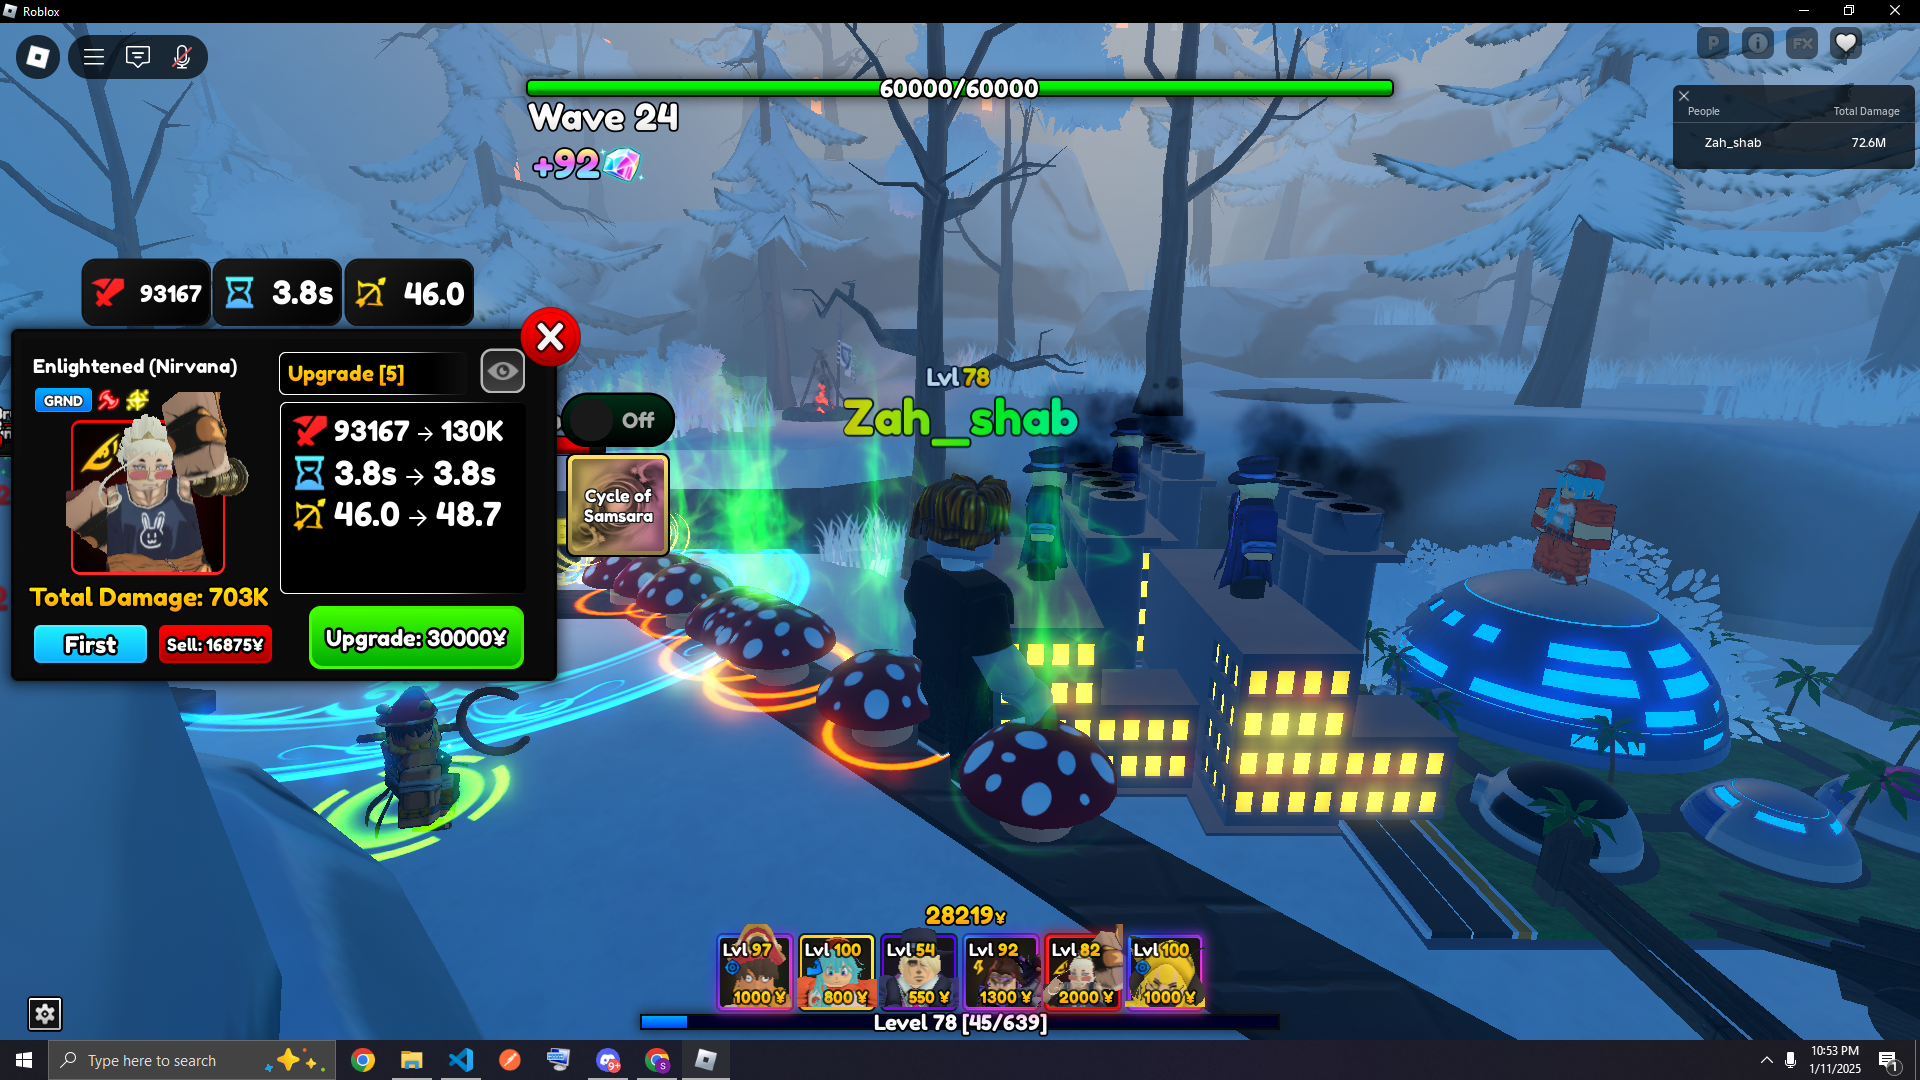 Roblox
P
i
FX
60000/60000
Wave 24
+92
People Total Damage
Zah_shab 72.6M
93167 3.8s 46.0
Enlightened (Nirvana)
GRND
Upgrade [5]
93167 → 130K
3.8s → 3.8s
46.0 → 48.7
Total Damage: 703K
First
Sell: 16875¥
Upgrade: 30000¥
Off
Cycle of
Samsara
Lvl 78
Zah_shab
28219¥
Lvl 97 Lvl 100 Lvl 54 Lvl 92 Lvl 82 Lvl 100
1000 ¥ 800 ¥ 550 ¥ 1300 ¥ 2000 ¥ 1000 ¥
Level 78 [45/639]
Type here to search
9+
S
10:53 PM
1/11/2025
1